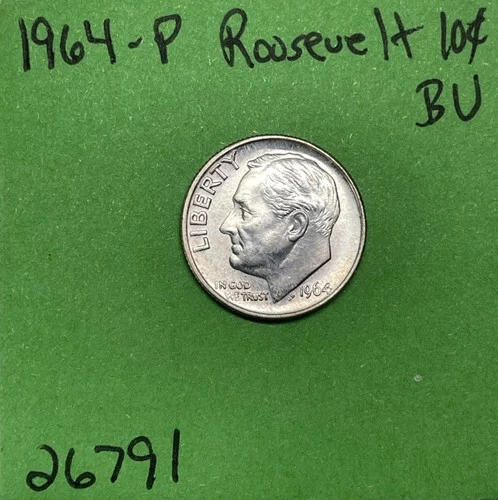 1964-P Roosevelt 10¢
BU
LIBERTY
IN GOD
WE TRUST
1964
26791